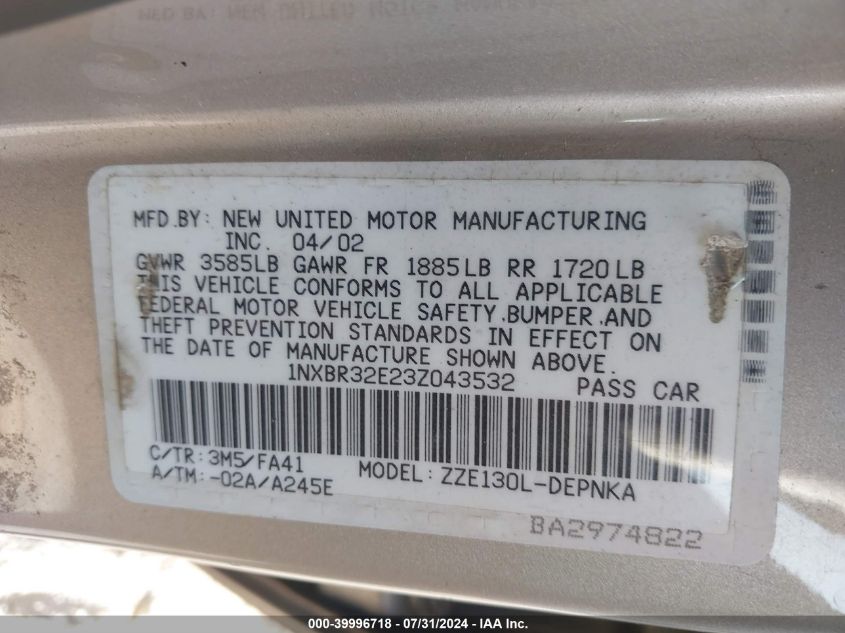 MFD.BY: NEW UNITED MOTOR MANUFACTURING
INC. 04/02
GVWR 3585LB GAWR FR 1885LB RR 1720LB
THIS VEHICLE CONFORMS TO ALL APPLICABLE
FEDERAL MOTOR VEHICLE SAFETY,BUMPER,AND
THEFT PREVENTION STANDARDS IN EFFECT ON
THE DATE OF MANUFACTURE SHOWN ABOVE.
1NXBR32E23Z043532 PASS CAR
C/TR:3M5/FA41
A/TM:-02A/A245E
MODEL:ZZE130L-DEPNKA
BA2974822
000-39996718 - 07/31/2024 - IAA Inc.